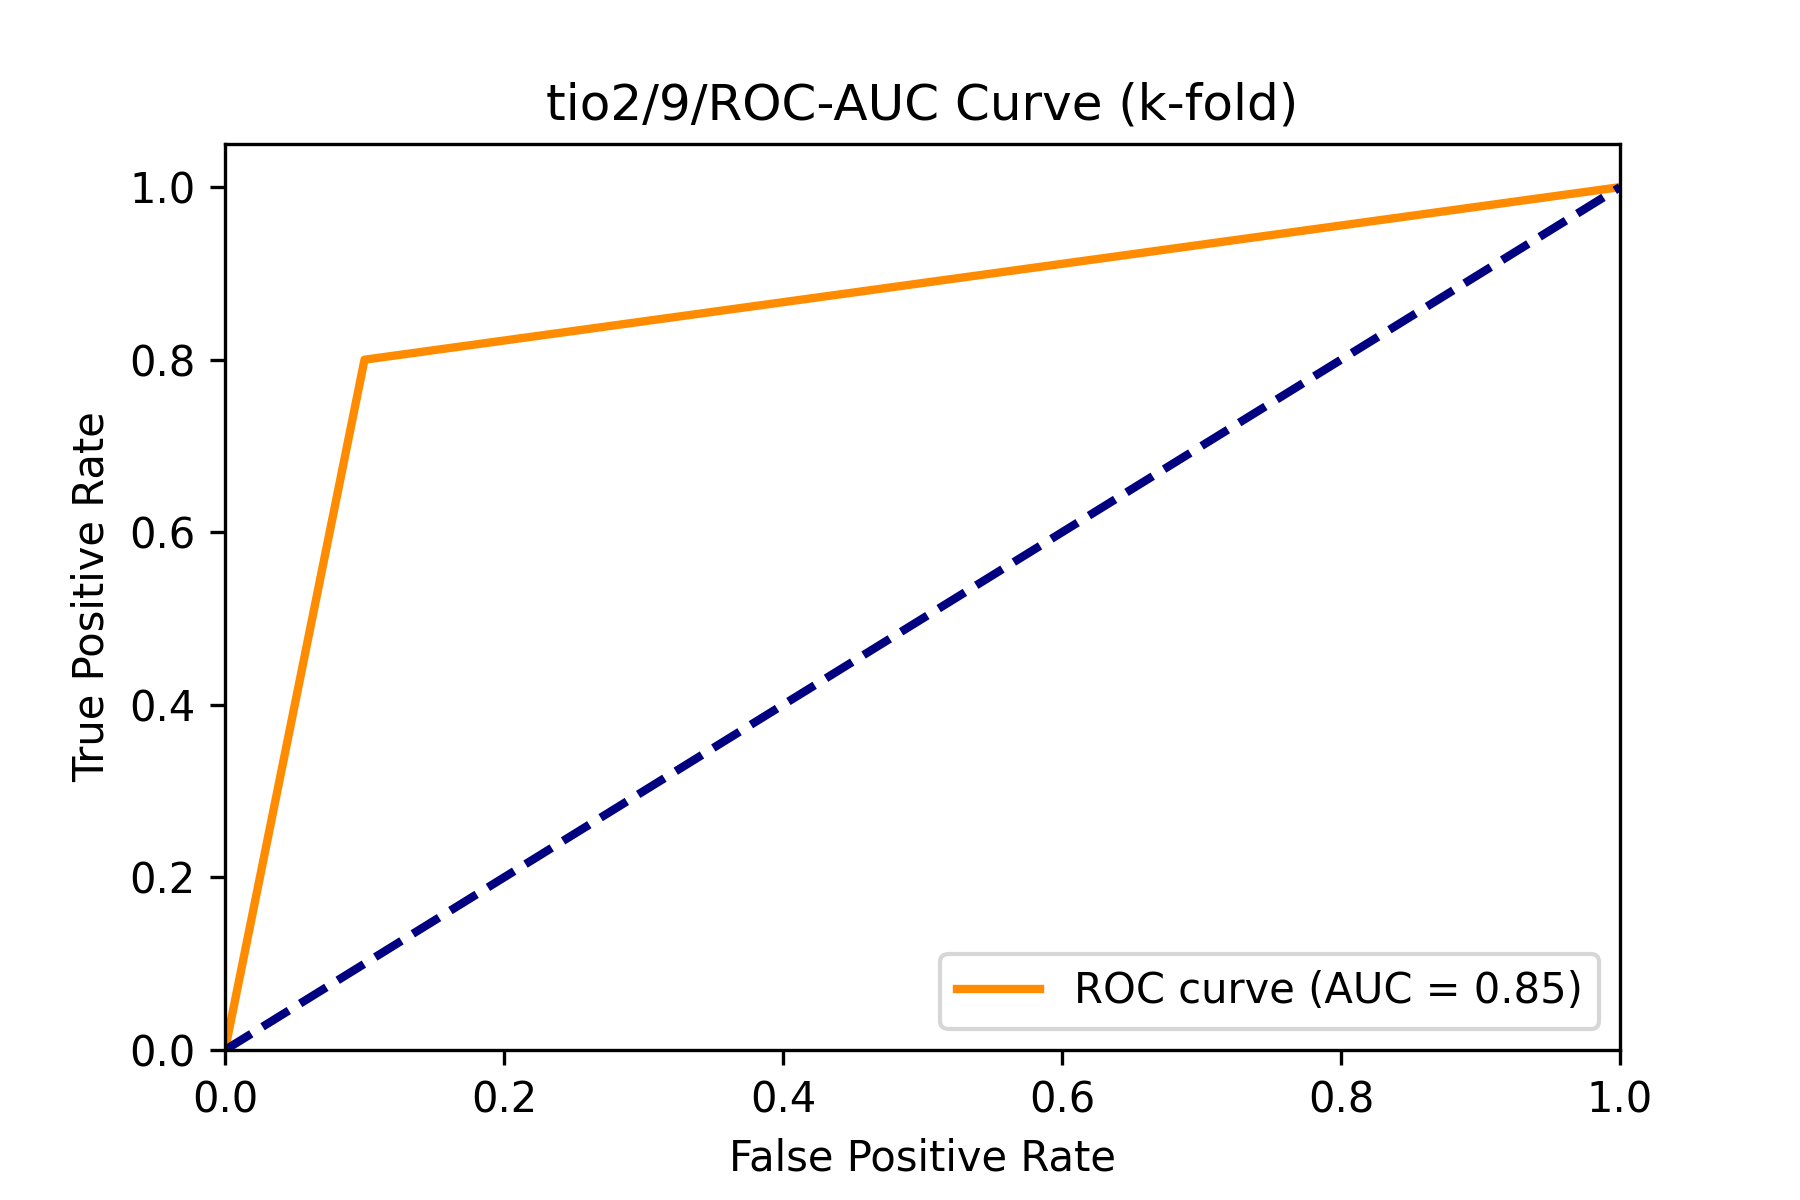 tio2/9/ROC-AUC Curve (k-fold)
True Positive Rate
1.0
0.8
0.6
0.4
0.2
0.0
ROC curve (AUC = 0.85)
0.0 0.2 0.4 0.6 0.8 1.0
False Positive Rate